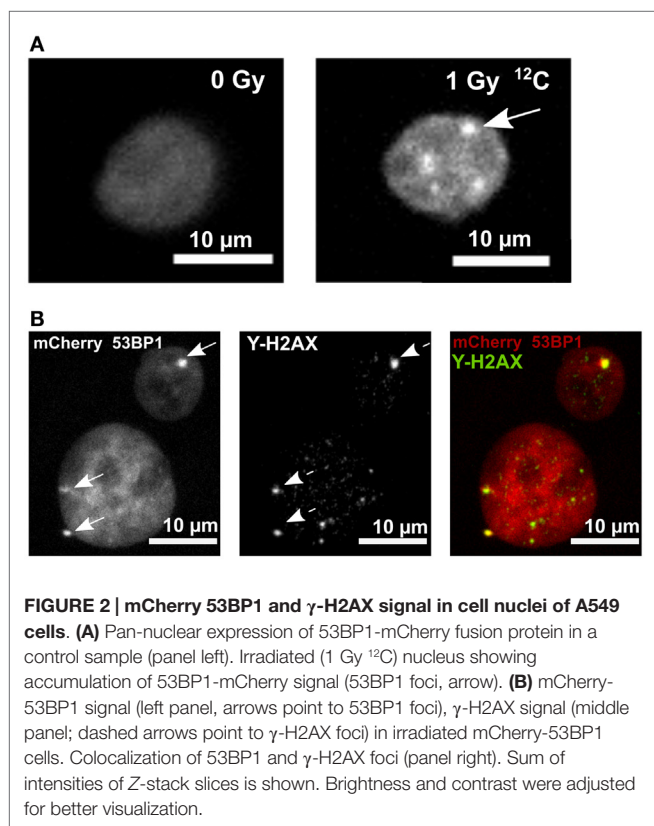 A
0 Gy
1 Gy ¹²C
10 µm
10 µm
B
mCherry 53BP1
Y-H2AX
mCherry 53BP1
Y-H2AX
10 µm
10 µm
10 µm
FIGURE 2 | mCherry 53BP1 and γ-H2AX signal in cell nuclei of A549
cells. (A) Pan-nuclear expression of 53BP1-mCherry fusion protein in a
control sample (panel left). Irradiated (1 Gy ¹²C) nucleus showing
accumulation of 53BP1-mCherry signal (53BP1 foci, arrow). (B) mCherry-
53BP1 signal (left panel, arrows point to 53BP1 foci), γ-H2AX signal (middle
panel; dashed arrows point to γ-H2AX foci) in irradiated mCherry-53BP1
cells. Colocalization of 53BP1 and γ-H2AX foci (panel right). Sum of
intensities of Z-stack slices is shown. Brightness and contrast were adjusted
for better visualization.